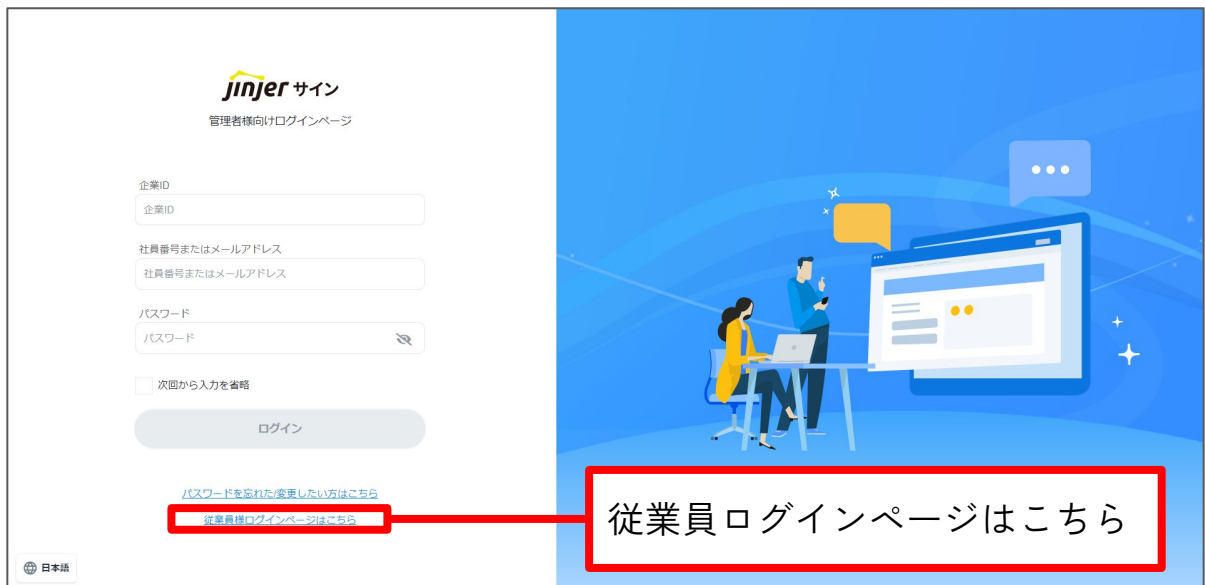 jinjer サイン
管理者様向けログインページ
企業ID
企業ID
社員番号またはメールアドレス
社員番号またはメールアドレス
パスワード
パスワード
次回から入力を省略
ログイン
パスワードを忘れた/変更したい方はこちら
従業員様ログインページはこちら
従業員ログインページはこちら
日本語